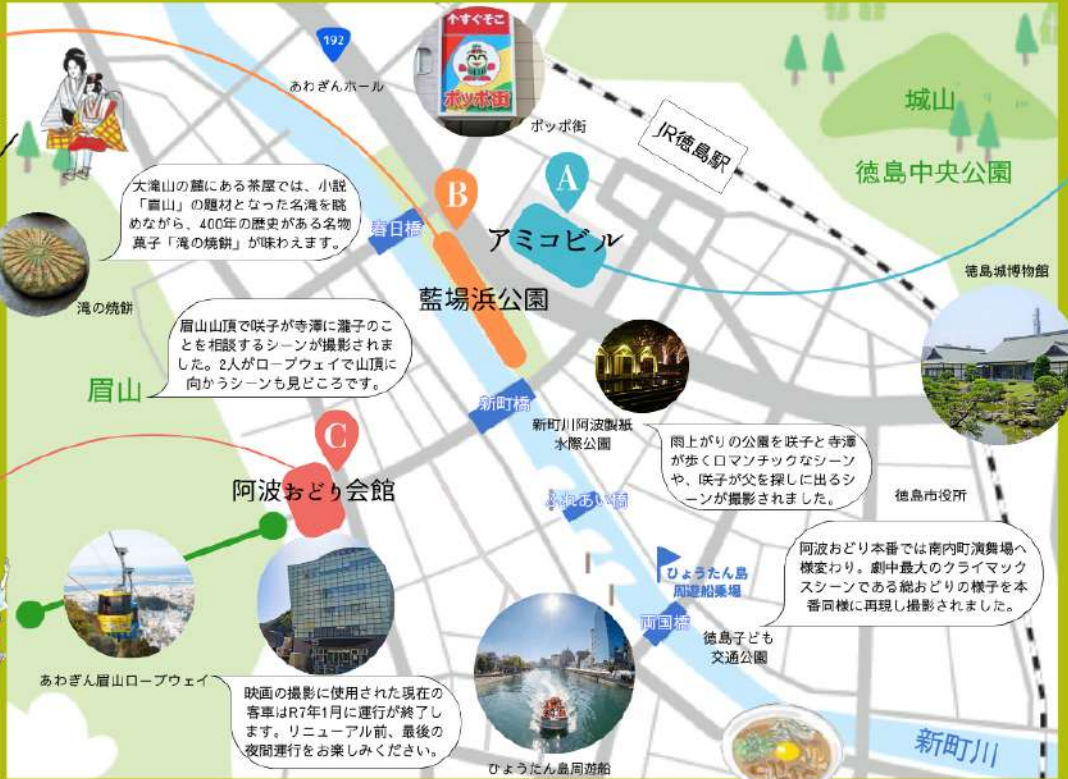 192
あわぎんホール
↑すぐそこ
ポッポ街
ポッポ街
JR徳島駅
城山
徳島中央公園
大滝山の麓にある茶屋では、小説
「眉山」の題材となった名滝を眺
めながら、400年の歴史がある名物
菓子「滝の焼餅」が味わえます。
滝の焼餅
春日橋
B
藍場浜公園
A
アミコビル
徳島城博物館
眉山山頂で咲子が寺澤に瀧子のこ
とを相談するシーンが撮影されま
した。2人がロープウェイで山頂に
向かうシーンも見どころです。
眉山
新町橋
新町川阿波製紙
水際公園
雨上がりの公園を咲子と寺澤
が歩くロマンチックなシーン
や、咲子が父を探しに出るシ
ーンが撮影されました。
C
阿波おどり会館
ふれあい橋
徳島市役所
阿波おどり本番では南内町演舞場へ
様変わり。劇中最大のクライマック
スシーンである総おどりの様子を本
番同様に再現し撮影されました。
ひょうたん島
周遊船乗場
両国橋
徳島子ども
交通公園
あわぎん眉山ロープウェイ
映画の撮影に使用された現在の
客車はR7年1月に運行が終了し
ます。リニューアル前、最後の
夜間運行をお楽しみください。
ひょうたん島周遊船
新町川